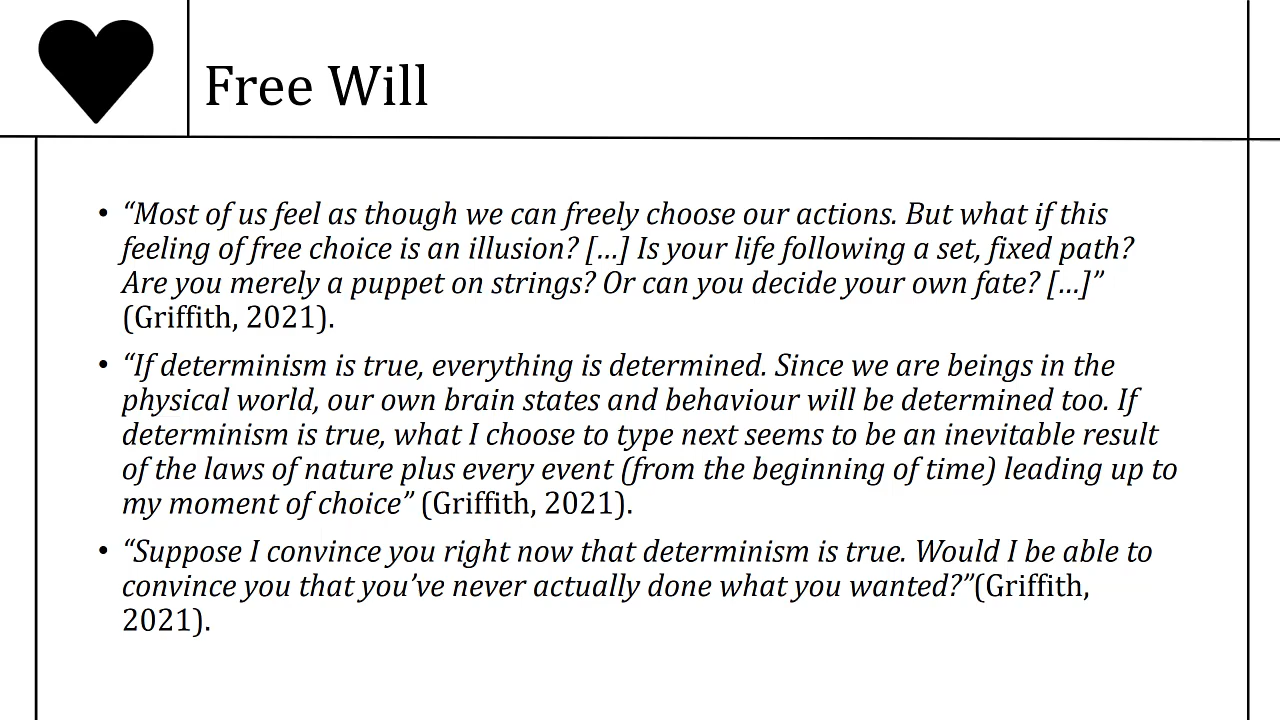 Free Will
• “Most of us feel as though we can freely choose our actions. But what if this
feeling of free choice is an illusion? […] Is your life following a set, fixed path?
Are you merely a puppet on strings? Or can you decide your own fate? […]”
(Griffith, 2021).
• “If determinism is true, everything is determined. Since we are beings in the
physical world, our own brain states and behaviour will be determined too. If
determinism is true, what I choose to type next seems to be an inevitable result
of the laws of nature plus every event (from the beginning of time) leading up to
my moment of choice” (Griffith, 2021).
• “Suppose I convince you right now that determinism is true. Would I be able to
convince you that you’ve never actually done what you wanted?”(Griffith,
2021).